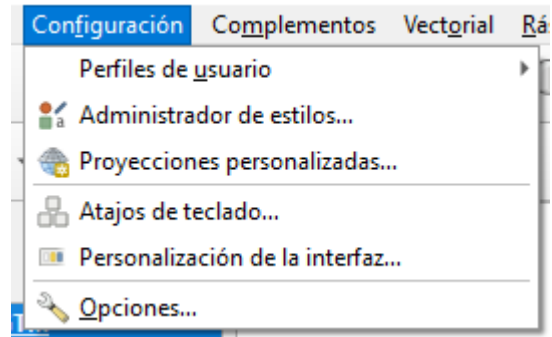 Configuración Complementos Vectorial Rás
Perfiles de usuario
Administrador de estilos...
Proyecciones personalizadas...
Atajos de teclado...
Personalización de la interfaz...
Opciones...